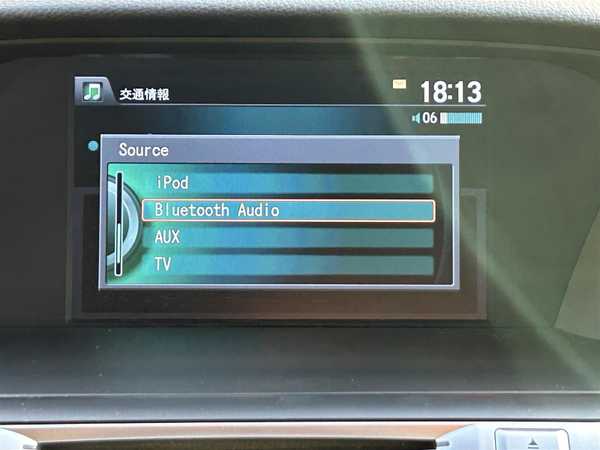 交通情報
18:13
06
Source
iPod
Bluetooth Audio
AUX
TV